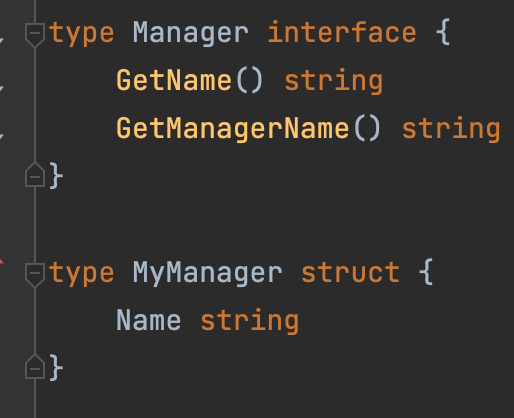 type Manager interface {
    GetName() string
    GetManagerName() string
}
type MyManager struct {
    Name string
}